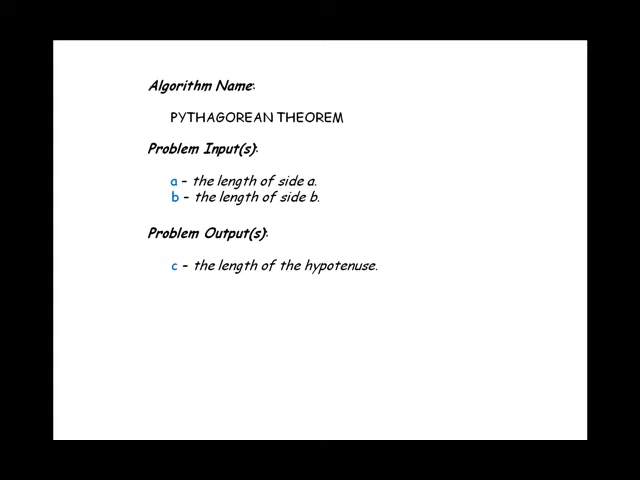 Algorithm Name:
PYTHAGOREAN THEOREM
Problem Input(s):
a – the length of side a.
b – the length of side b.
Problem Output(s):
c – the length of the hypotenuse.